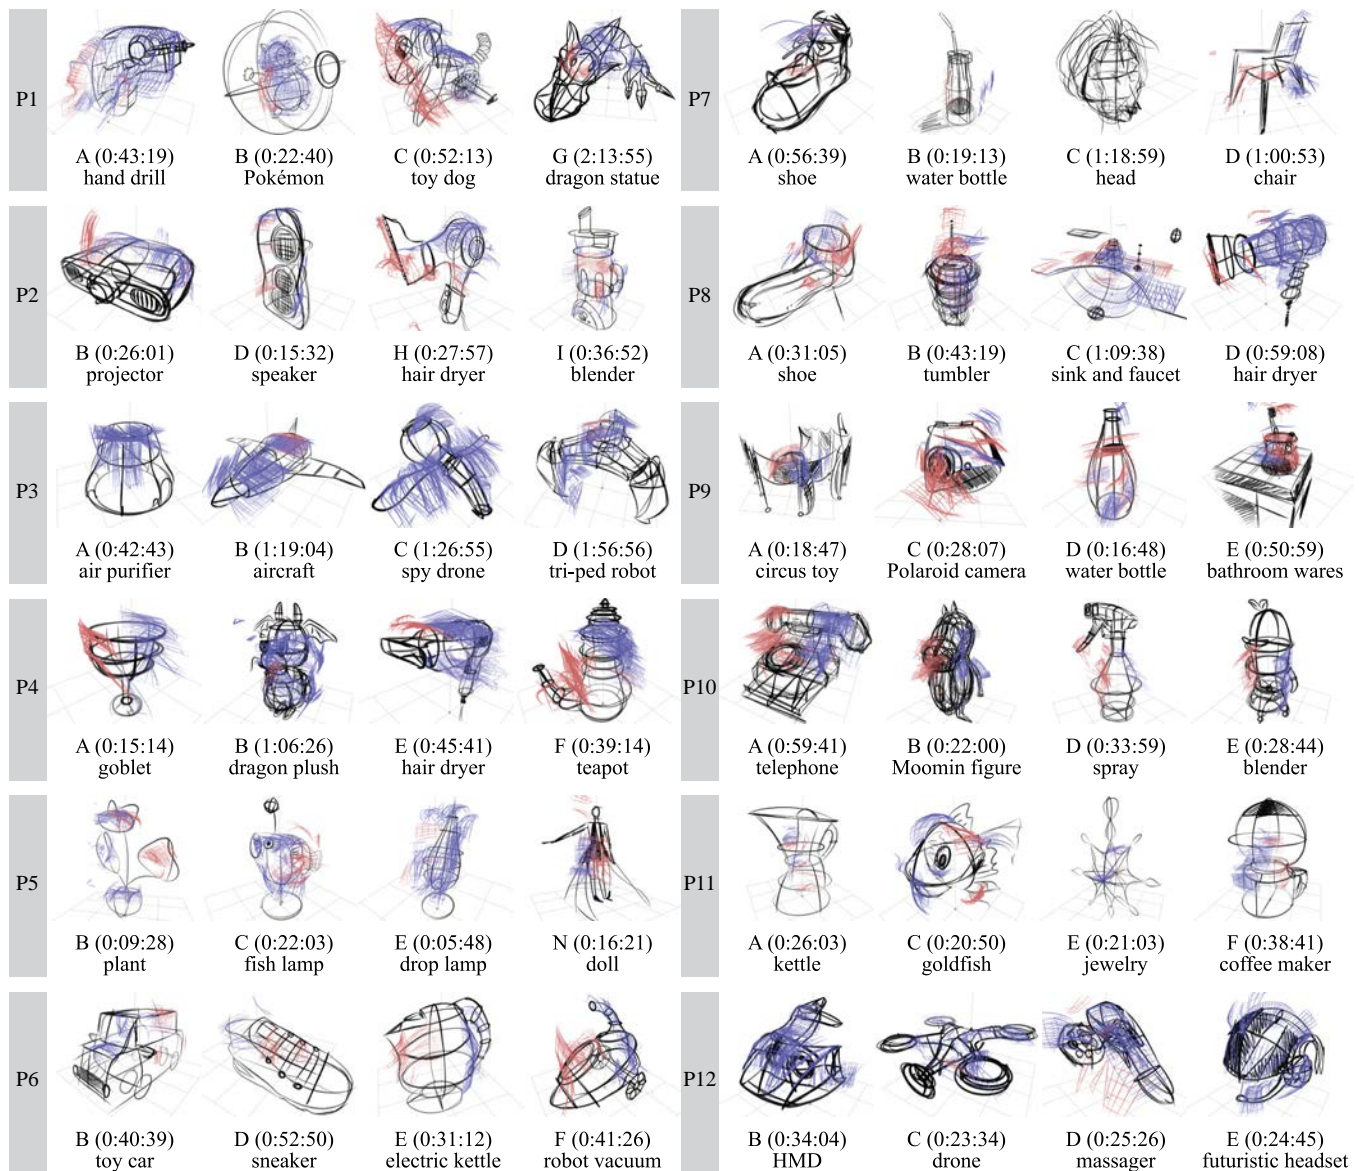 P1
A (0:43:19)
hand drill
B (0:22:40)
Pokémon
C (0:52:13)
toy dog
G (2:13:55)
dragon statue
P2
B (0:26:01)
projector
D (0:15:32)
speaker
H (0:27:57)
hair dryer
I (0:36:52)
blender
P3
A (0:42:43)
air purifier
B (1:19:04)
aircraft
C (1:26:55)
spy drone
D (1:56:56)
tri-ped robot
P4
A (0:15:14)
goblet
B (1:06:26)
dragon plush
E (0:45:41)
hair dryer
F (0:39:14)
teapot
P5
B (0:09:28)
plant
C (0:22:03)
fish lamp
E (0:05:48)
drop lamp
N (0:16:21)
doll
P6
B (0:40:39)
toy car
D (0:52:50)
sneaker
E (0:31:12)
electric kettle
F (0:41:26)
robot vacuum
P7
A (0:56:39)
shoe
B (0:19:13)
water bottle
C (1:18:59)
head
D (1:00:53)
chair
P8
A (0:31:05)
shoe
B (0:43:19)
tumbler
C (1:09:38)
sink and faucet
D (0:59:08)
hair dryer
P9
A (0:18:47)
circus toy
C (0:28:07)
Polaroid camera
D (0:16:48)
water bottle
E (0:50:59)
bathroom wares
P10
A (0:59:41)
telephone
B (0:22:00)
Moomin figure
D (0:33:59)
spray
E (0:28:44)
blender
P11
A (0:26:03)
kettle
C (0:20:50)
goldfish
E (0:21:03)
jewelry
F (0:38:41)
coffee maker
P12
B (0:34:04)
HMD
C (0:23:34)
drone
D (0:25:26)
massager
E (0:24:45)
futuristic headset